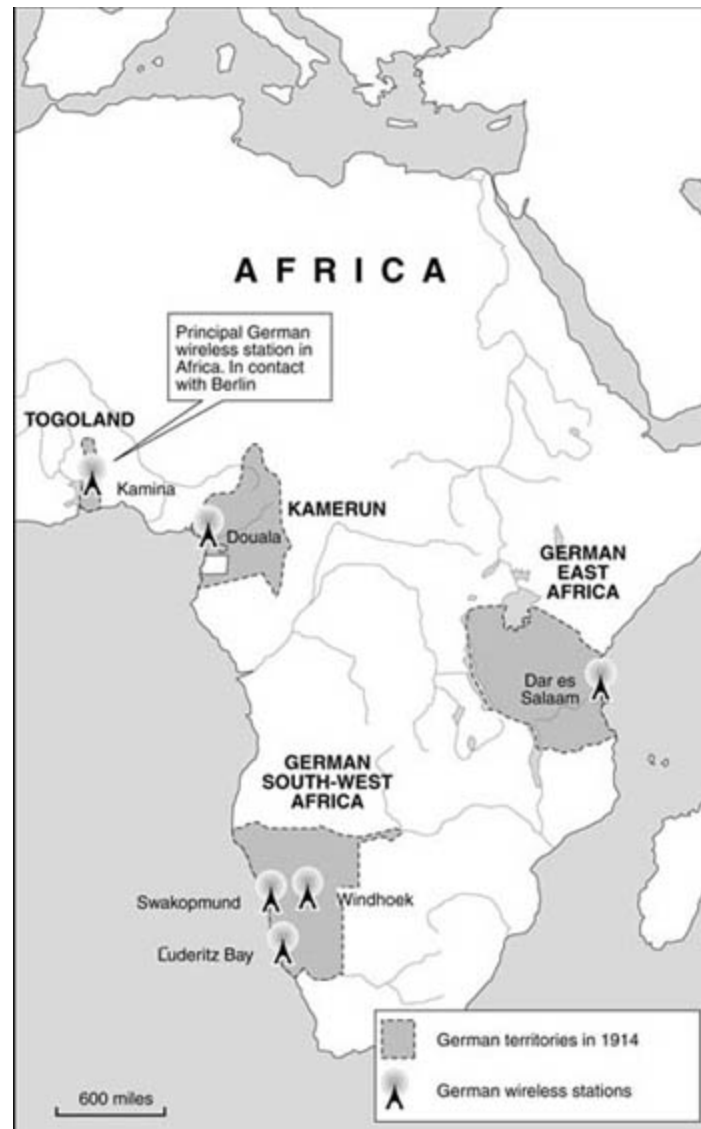 AFRICA
Principal German
wireless station in
Africa. In contact
with Berlin
TOGOLAND
Kamina
KAMERUN
Douala
GERMAN
EAST
AFRICA
Dar es
Salaam
GERMAN
SOUTH-WEST
AFRICA
Swakopmund
Windhoek
Luderitz Bay
German territories in 1914
German wireless stations
600 miles